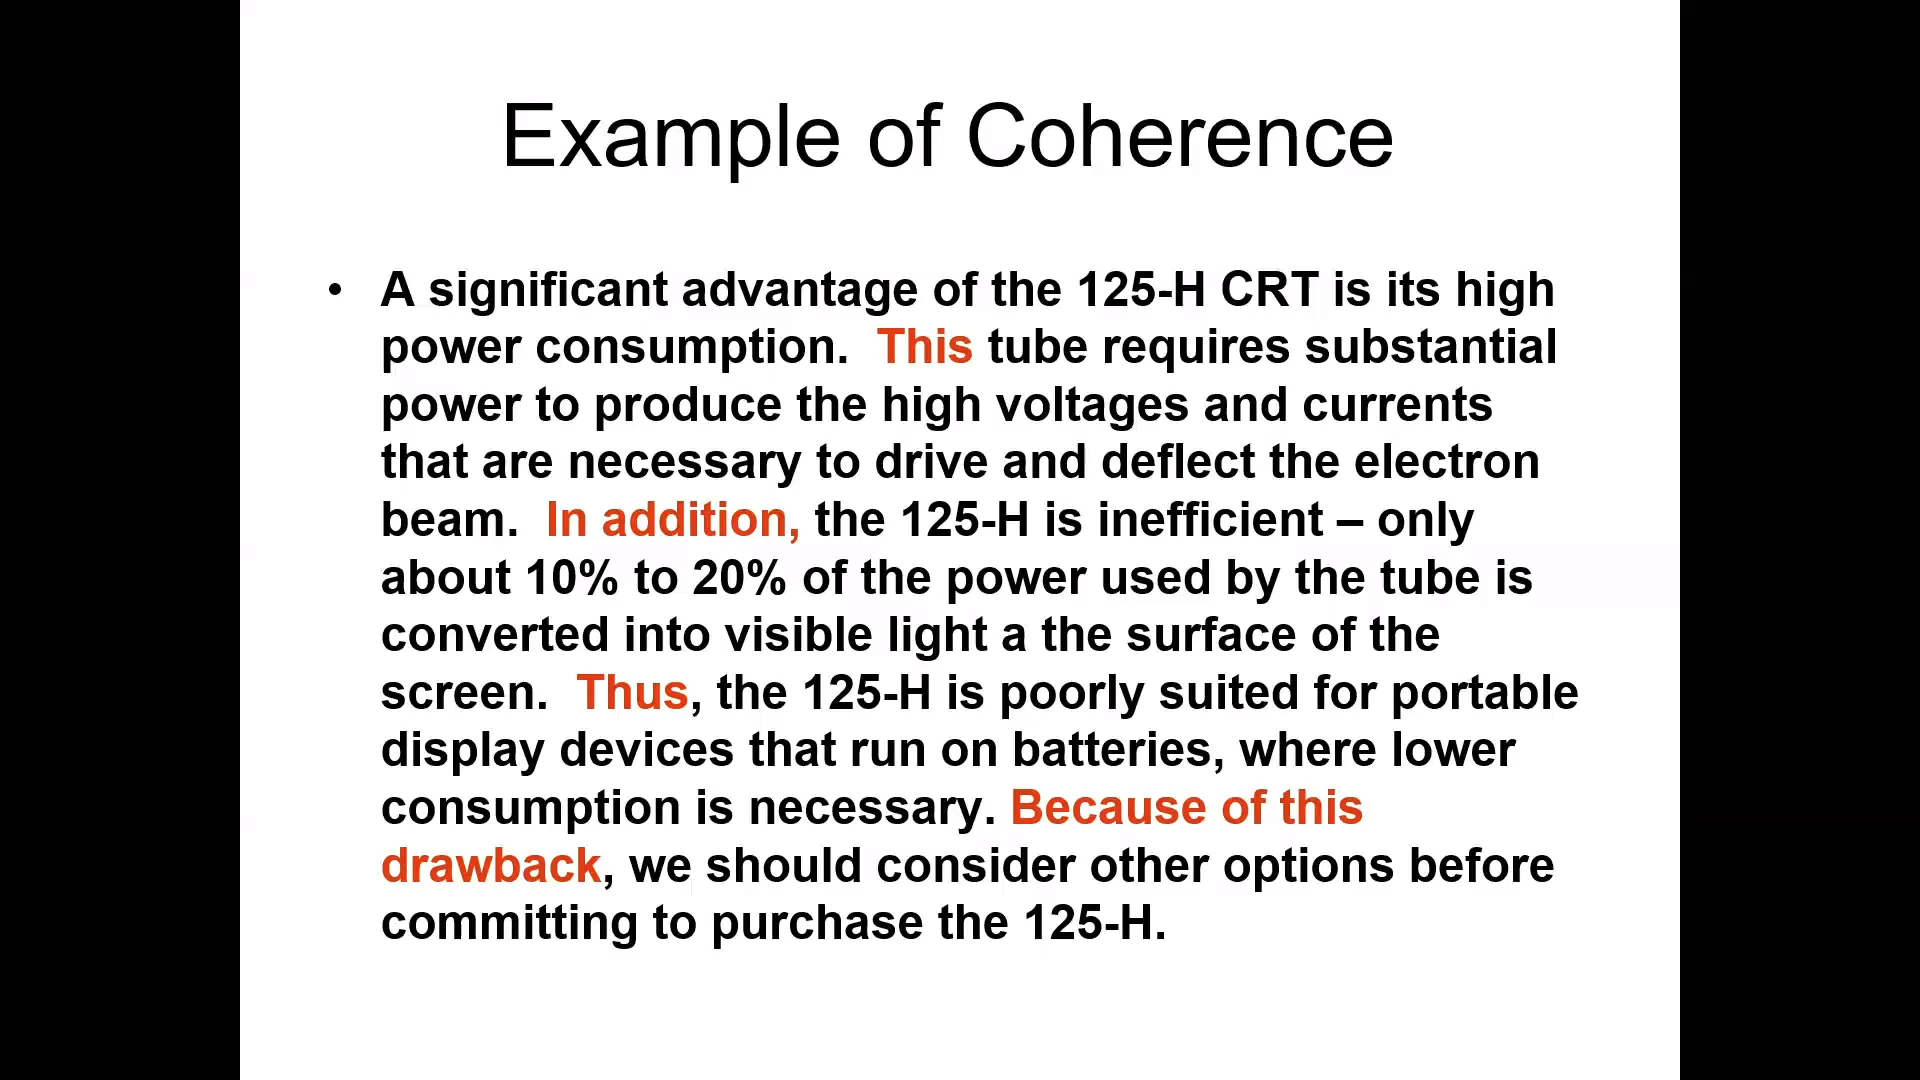 Example of Coherence
• A significant advantage of the 125-H CRT is its high
power consumption.  This tube requires substantial
power to produce the high voltages and currents
that are necessary to drive and deflect the electron
beam.  In addition, the 125-H is inefficient – only
about 10% to 20% of the power used by the tube is
converted into visible light a the surface of the
screen.  Thus, the 125-H is poorly suited for portable
display devices that run on batteries, where lower
consumption is necessary. Because of this
drawback, we should consider other options before
committing to purchase the 125-H.